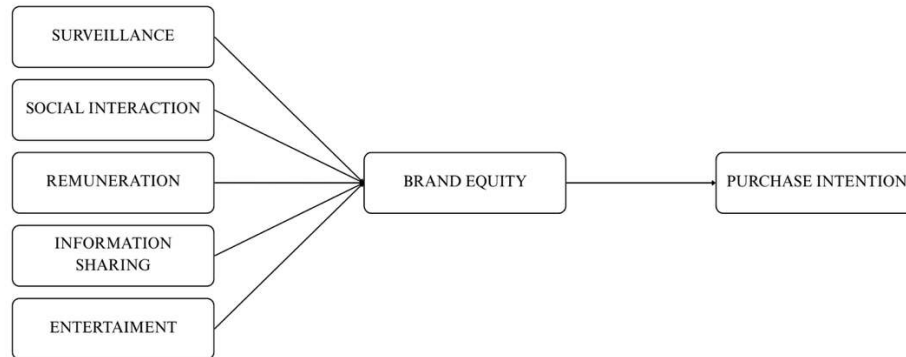 SURVEILLANCE
SOCIAL INTERACTION
REMUNERATION
INFORMATION
SHARING
ENTERTAIMENT
BRAND EQUITY
PURCHASE INTENTION